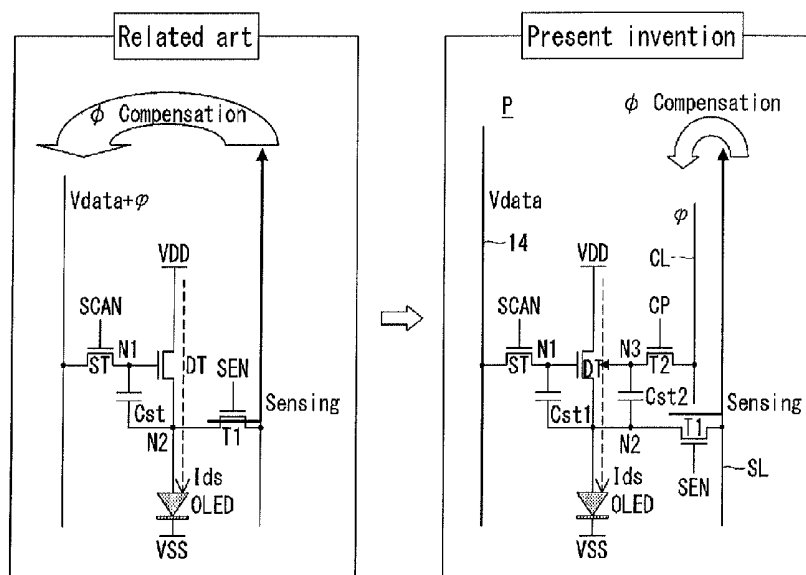 Related art
φ Compensation
Vdata+φ
VDD
SCAN
ST
N1
DT
Cst
SEN
Sensing
N2
T1
Ids
OLED
VSS
Present invention
P
φ Compensation
Vdata
14
φ
CL
VDD
SCAN
ST
N1
DT
N3
CP
T2
Cst1
Cst2
Sensing
T1
N2
Ids
SEN
SL
OLED
VSS